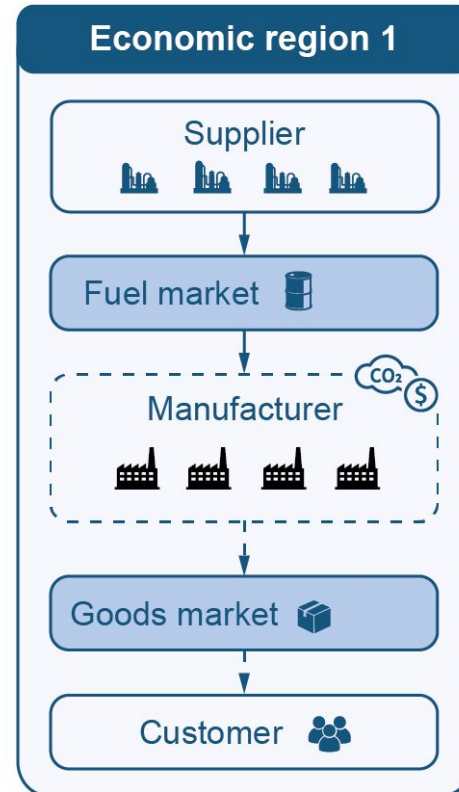 Economic region 1
Supplier
Fuel market
CO₂
$
Manufacturer
Goods market
Customer